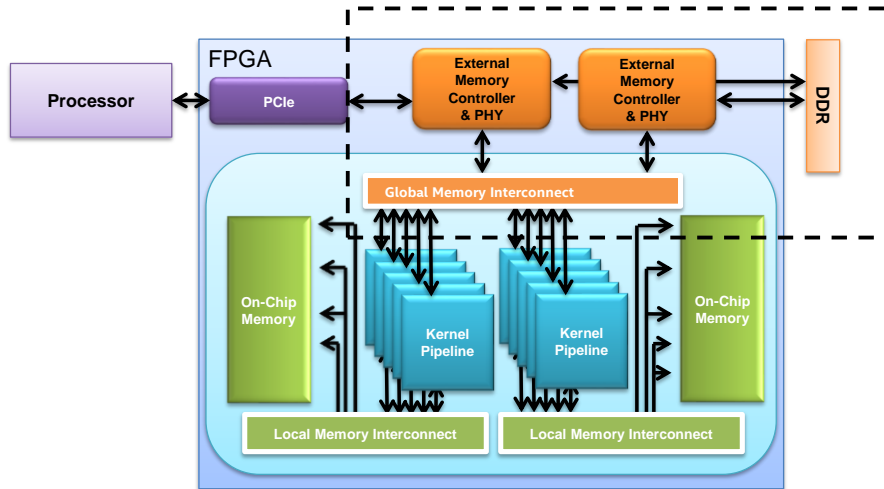 FPGA
Processor
PCIe
External
Memory
Controller
& PHY
External
Memory
Controller
& PHY
DDR
Global Memory Interconnect
On-Chip
Memory
Kernel
Pipeline
Kernel
Pipeline
On-Chip
Memory
Local Memory Interconnect
Local Memory Interconnect